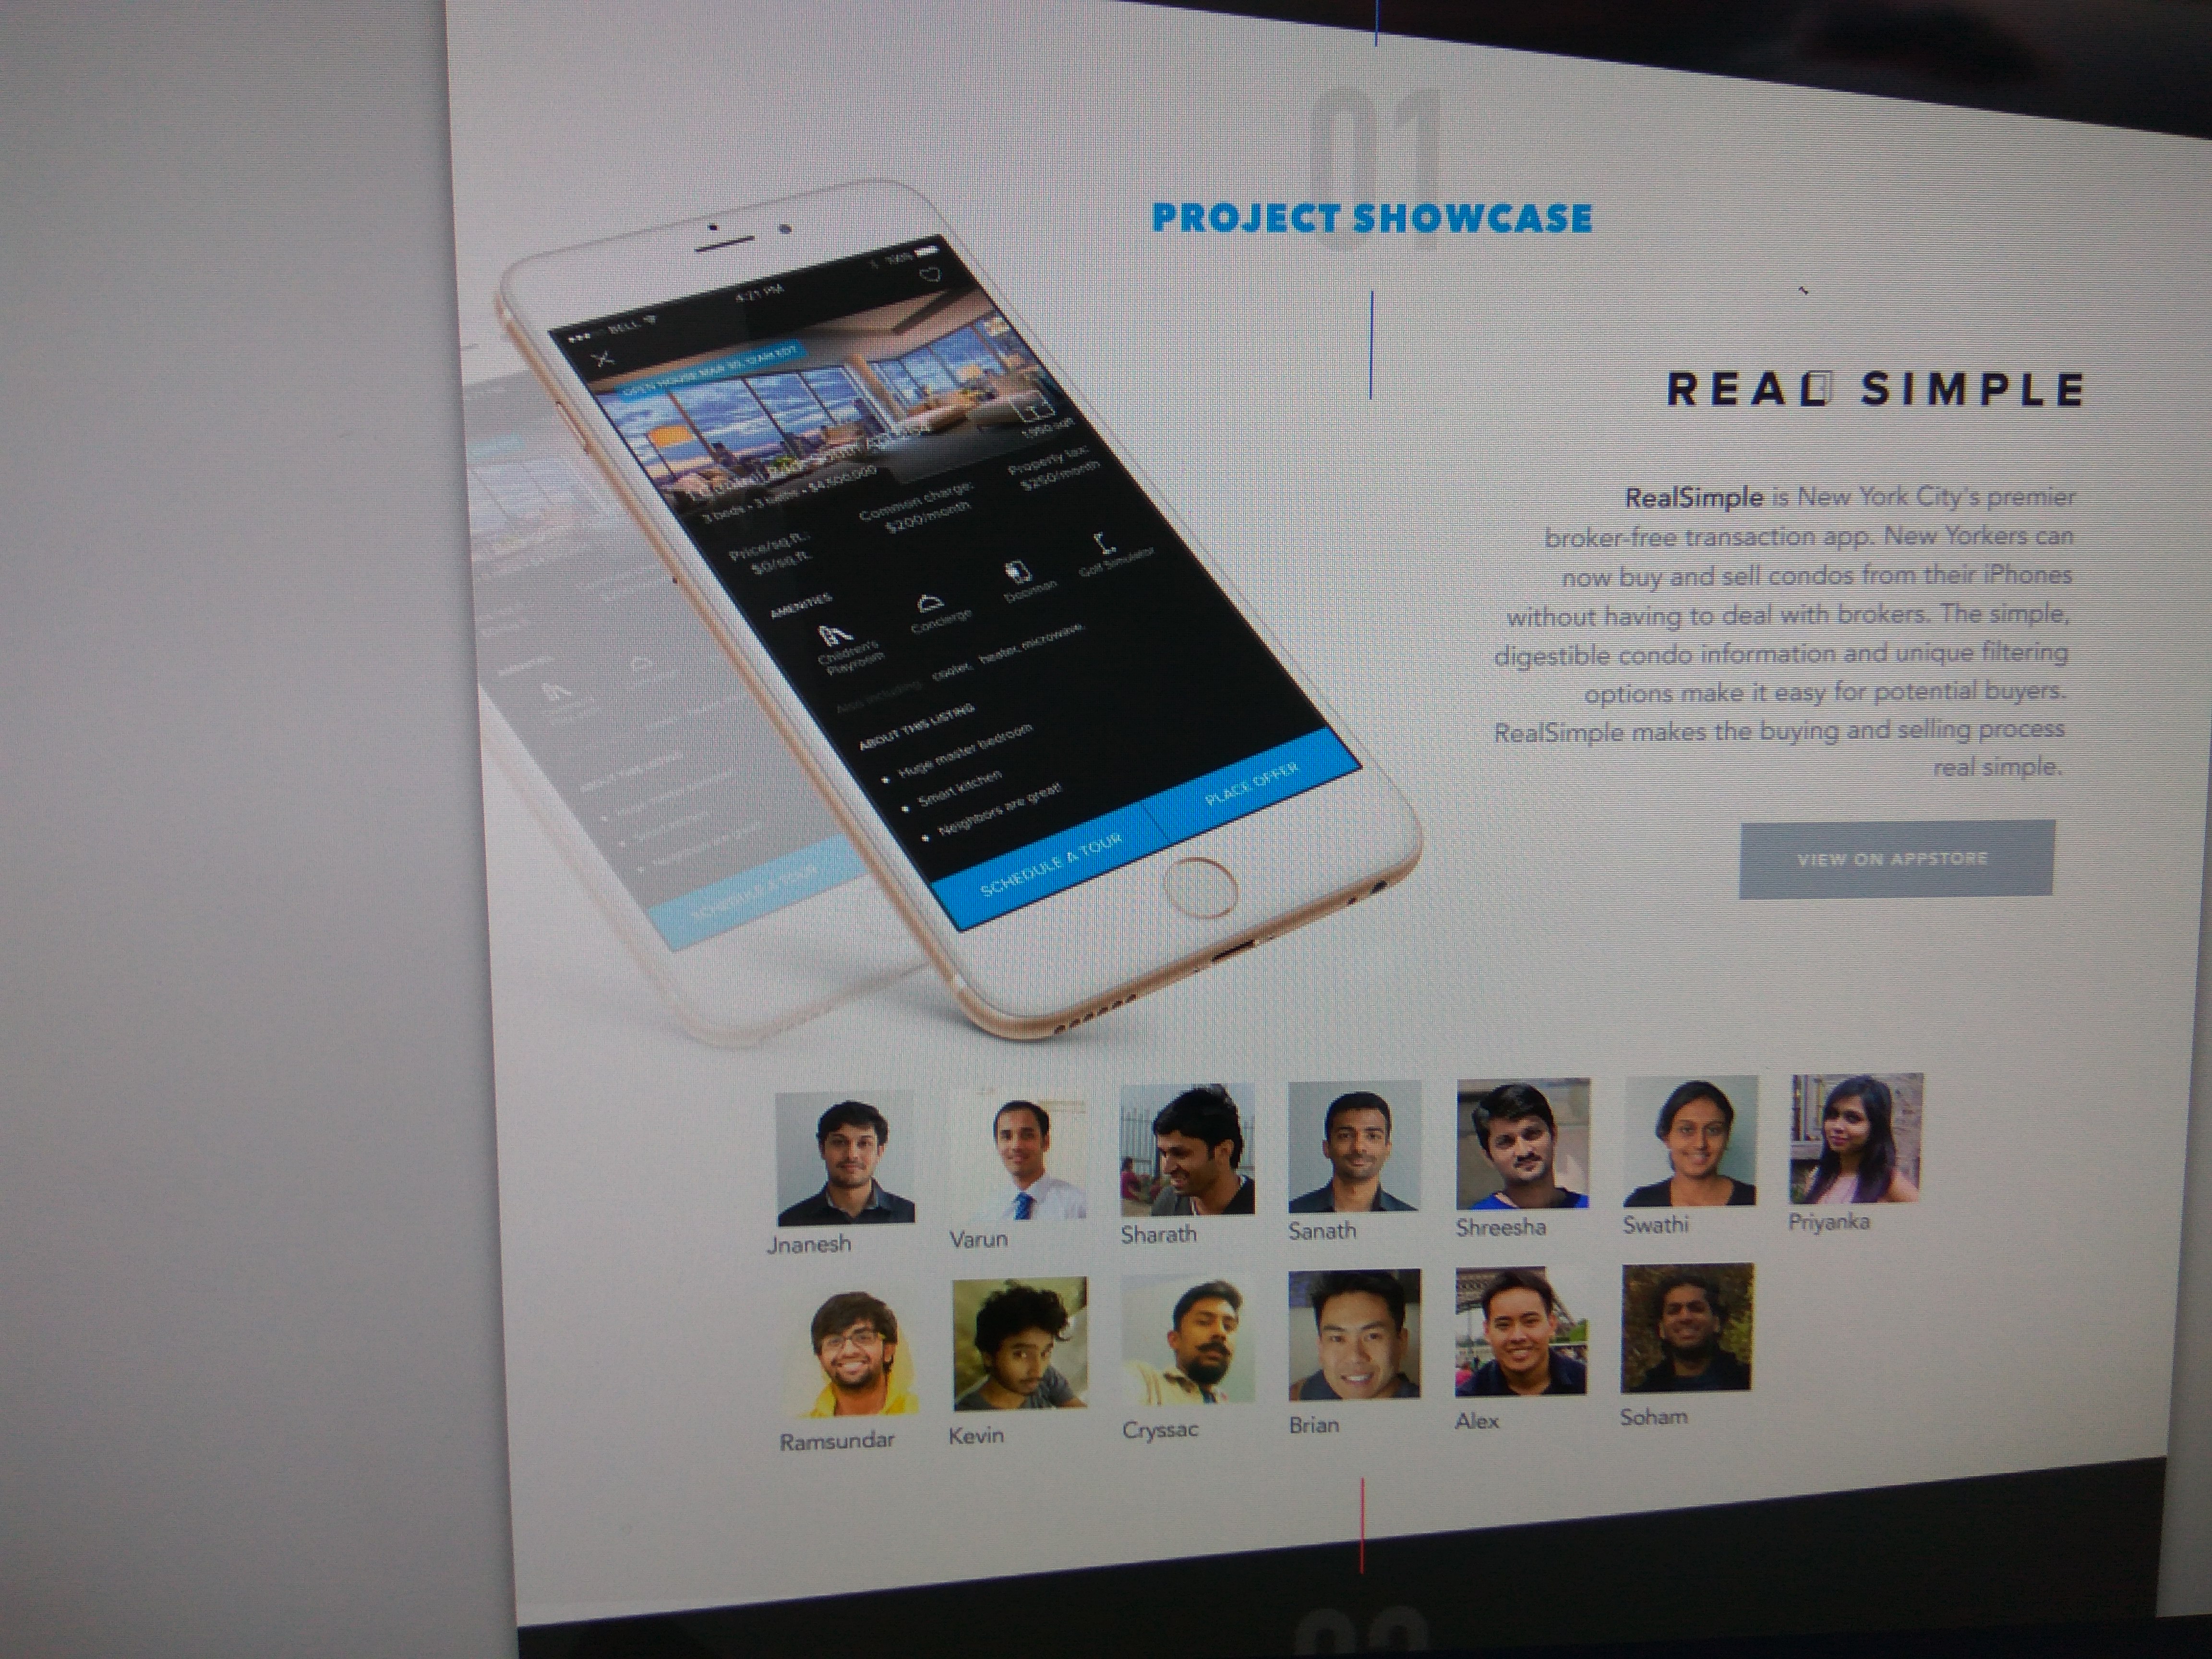 01
PROJECT SHOWCASE
BELL
4:21 PM
100%
OPEN HOUSE MAR 30, 12AM EDT
3 beds • 3 baths • $4,500,000
1,950 sqft
Price/sq.ft.:
$0/sq.ft.
Common charge:
$200/month
Property tax:
$250/month
AMENITIES
Children's
Playroom
Concierge
Doorman
Golf Simulator
Also including: cooler, heater, microwave,
ABOUT THIS LISTING
• Huge master bedroom
• Smart kitchen
• Neighbors are great!
SCHEDULE A TOUR
PLACE OFFER
SCHEDULE A TOUR
REAL SIMPLE
RealSimple is New York City's premier
broker-free transaction app. New Yorkers can
now buy and sell condos from their iPhones
without having to deal with brokers. The simple,
digestible condo information and unique filtering
options make it easy for potential buyers.
RealSimple makes the buying and selling process
real simple.
VIEW ON APPSTORE
Jnanesh
Varun
Sharath
Sanath
Shreesha
Swathi
Priyanka
Ramsundar
Kevin
Cryssac
Brian
Alex
Soham